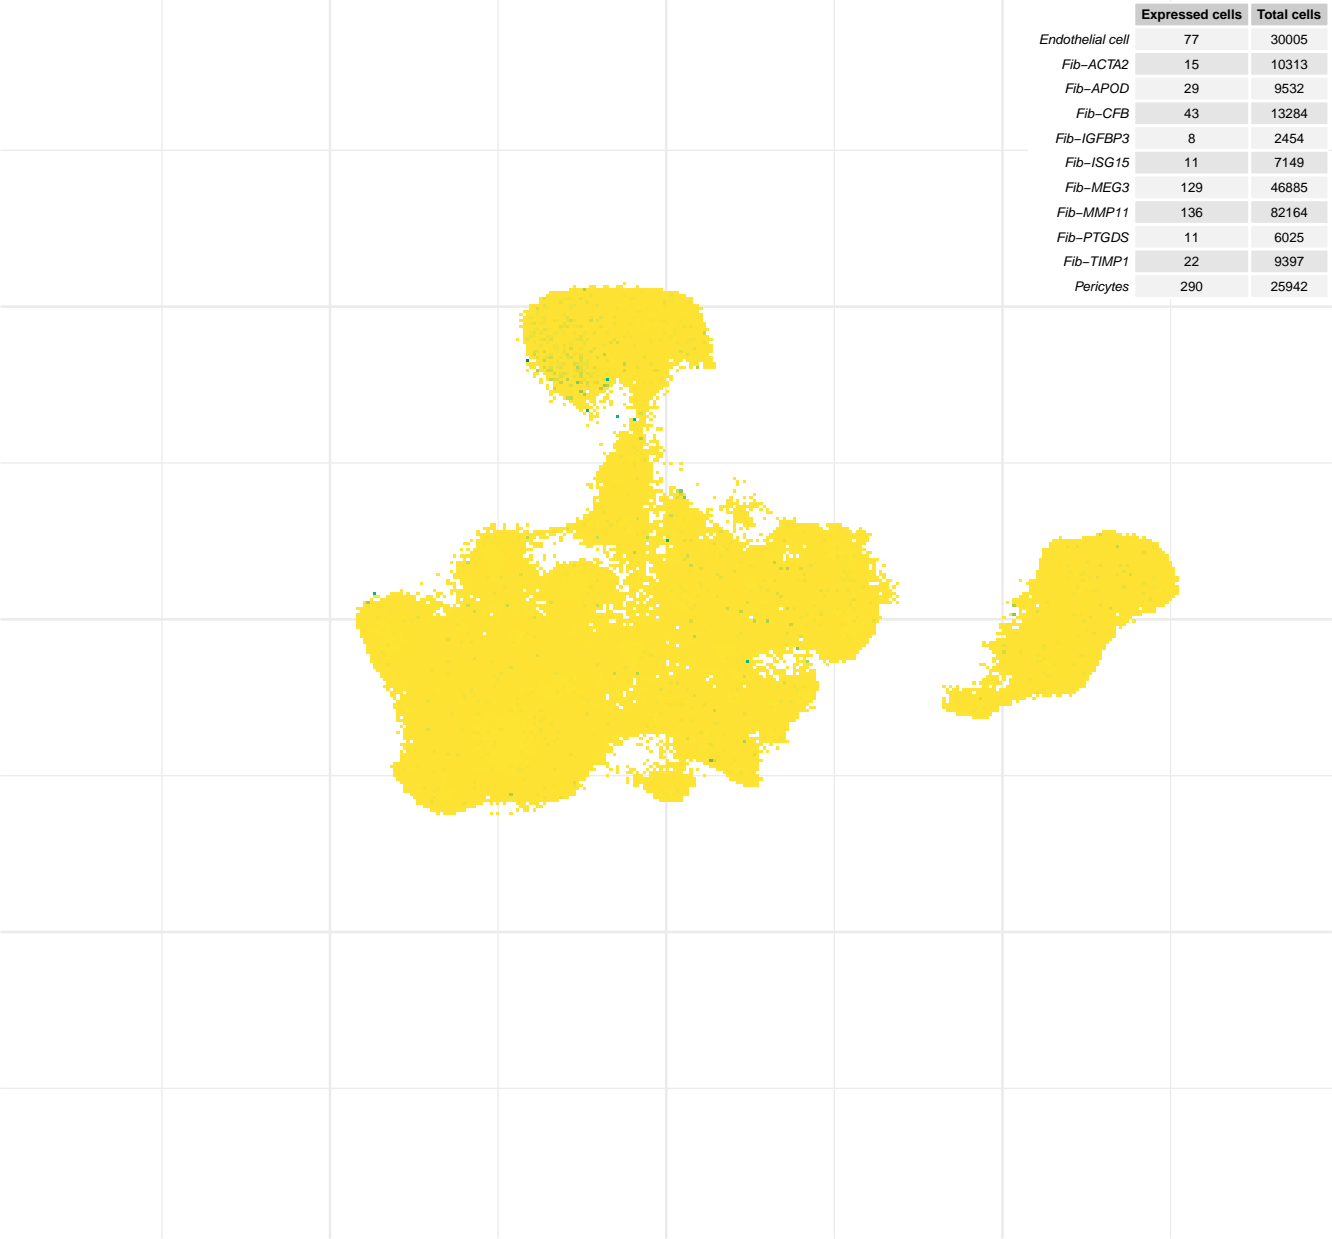 Expressed cells Total cells
Endothelial cell 77 30005
Fib−ACTA2 15 10313
Fib−APOD 29 9532
Fib−CFB 43 13284
Fib−IGFBP3 8 2454
Fib−ISG15 11 7149
Fib−MEG3 129 46885
Fib−MMP11 136 82164
Fib−PTGDS 11 6025
Fib−TIMP1 22 9397
Pericytes 290 25942